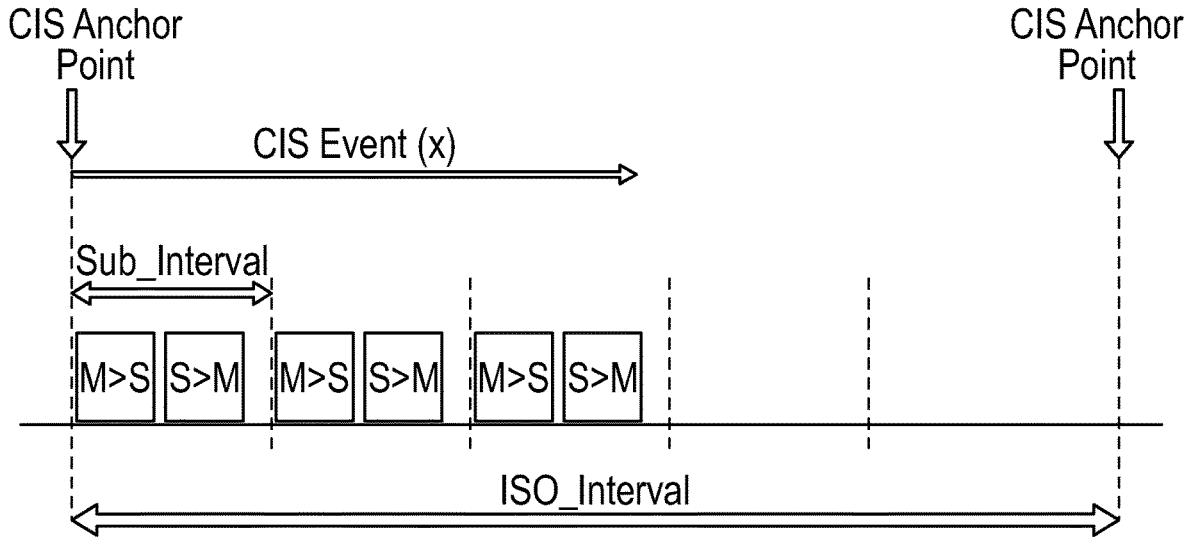 CIS Anchor
Point
CIS Anchor
Point
CIS Event (x)
Sub_Interval
M>S S>M M>S S>M M>S S>M
ISO_Interval